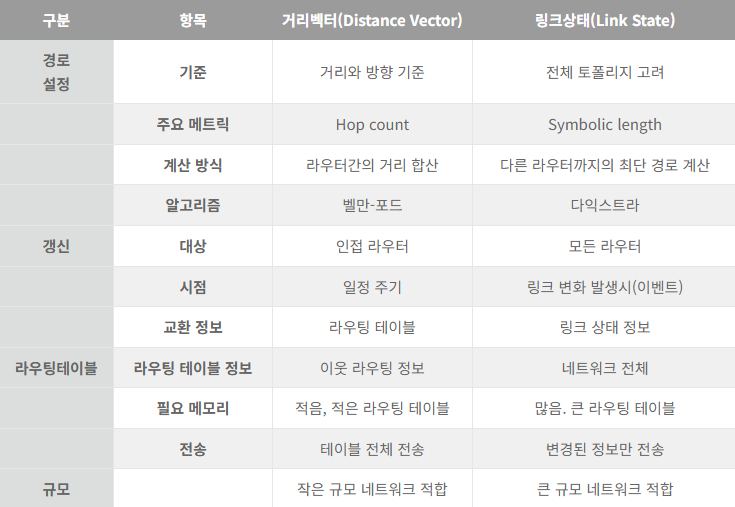 구분 항목 거리벡터(Distance Vector) 링크상태(Link State)
경로
설정 기준 거리와 방향 기준 전체 토폴리지 고려
주요 메트릭 Hop count Symbolic length
계산 방식 라우터간의 거리 합산 다른 라우터까지의 최단 경로 계산
알고리즘 벨만-포드 다익스트라
갱신 대상 인접 라우터 모든 라우터
시점 일정 주기 링크 변화 발생시(이벤트)
교환 정보 라우팅 테이블 링크 상태 정보
라우팅테이블 라우팅 테이블 정보 이웃 라우팅 정보 네트워크 전체
필요 메모리 적음, 적은 라우팅 테이블 많음. 큰 라우팅 테이블
전송 테이블 전체 전송 변경된 정보만 전송
규모 작은 규모 네트워크 적합 큰 규모 네트워크 적합